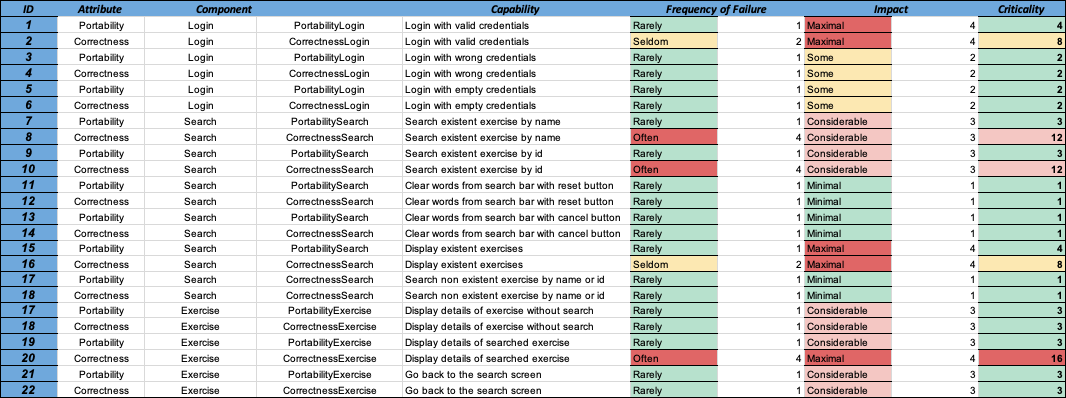 ID Attribute Component Capability Frequency of Failure Impact Criticality
1 Portability Login PortabilityLogin Login with valid credentials Rarely 1 Maximal 4 4
2 Correctness Login CorrectnessLogin Login with valid credentials Seldom 2 Maximal 4 8
3 Portability Login PortabilityLogin Login with wrong credentials Rarely 1 Some 2 2
4 Correctness Login CorrectnessLogin Login with wrong credentials Rarely 1 Some 2 2
5 Portability Login PortabilityLogin Login with empty credentials Rarely 1 Some 2 2
6 Correctness Login CorrectnessLogin Login with empty credentials Rarely 1 Some 2 2
7 Portability Search PortabilitySearch Search existent exercise by name Rarely 1 Considerable 3 3
8 Correctness Search CorrectnessSearch Search existent exercise by name Often 4 Considerable 3 12
9 Portability Search PortabilitySearch Search existent exercise by id Rarely 1 Considerable 3 3
10 Correctness Search CorrectnessSearch Search existent exercise by id Often 4 Considerable 3 12
11 Portability Search PortabilitySearch Clear words from search bar with reset button Rarely 1 Minimal 1 1
12 Correctness Search CorrectnessSearch Clear words from search bar with reset button Rarely 1 Minimal 1 1
13 Portability Search PortabilitySearch Clear words from search bar with cancel button Rarely 1 Minimal 1 1
14 Correctness Search CorrectnessSearch Clear words from search bar with cancel button Rarely 1 Minimal 1 1
15 Portability Search PortabilitySearch Display existent exercises Rarely 1 Maximal 4 4
16 Correctness Search CorrectnessSearch Display existent exercises Seldom 2 Maximal 4 8
17 Portability Search CorrectnessSearch Search non existent exercise by name or id Rarely 1 Minimal 1 1
18 Correctness Search CorrectnessSearch Search non existent exercise by name or id Rarely 1 Minimal 1 1
17 Portability Exercise PortabilityExercise Display details of exercise without search Rarely 1 Considerable 3 3
18 Correctness Exercise CorrectnessExercise Display details of exercise without search Rarely 1 Considerable 3 3
19 Portability Exercise PortabilityExercise Display details of searched exercise Rarely 1 Considerable 3 3
20 Correctness Exercise CorrectnessExercise Display details of searched exercise Often 4 Maximal 4 16
21 Portability Exercise PortabilityExercise Go back to the search screen Rarely 1 Considerable 3 3
22 Correctness Exercise CorrectnessExercise Go back to the search screen Rarely 1 Considerable 3 3